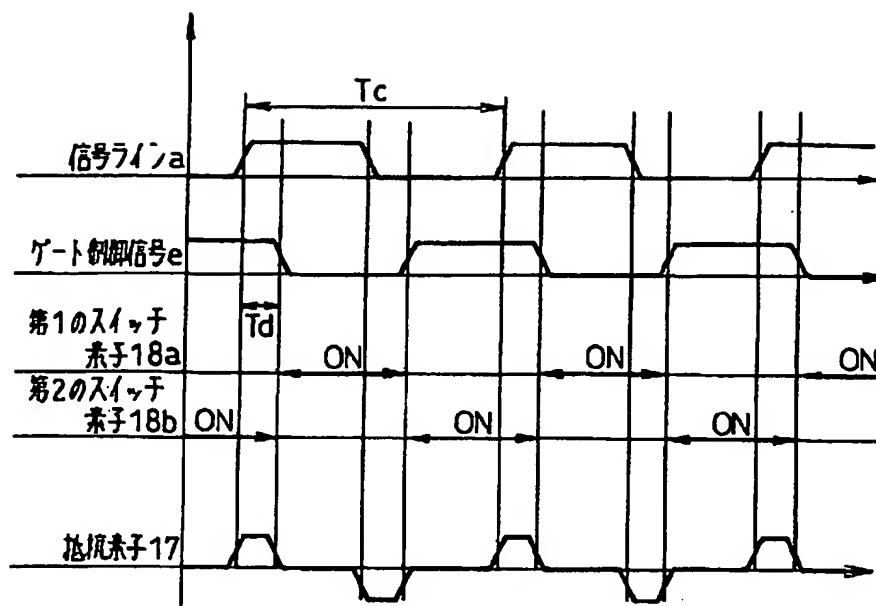 Tc
信号ラインa
ゲート制御信号e
Td
第1のスイッチ
素子18a
ON
ON
ON
第2のスイッチ
素子18b
ON
ON
ON
抵抗素子17